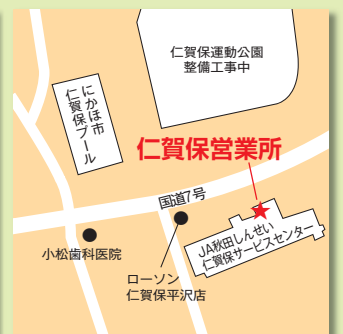 仁賀保運動公園
整備工事中
にかほ市
仁賀保プール
仁賀保営業所
国道7号
JA秋田しんせい
仁賀保サービスセンター
小松歯科医院
ローソン
仁賀保平沢店